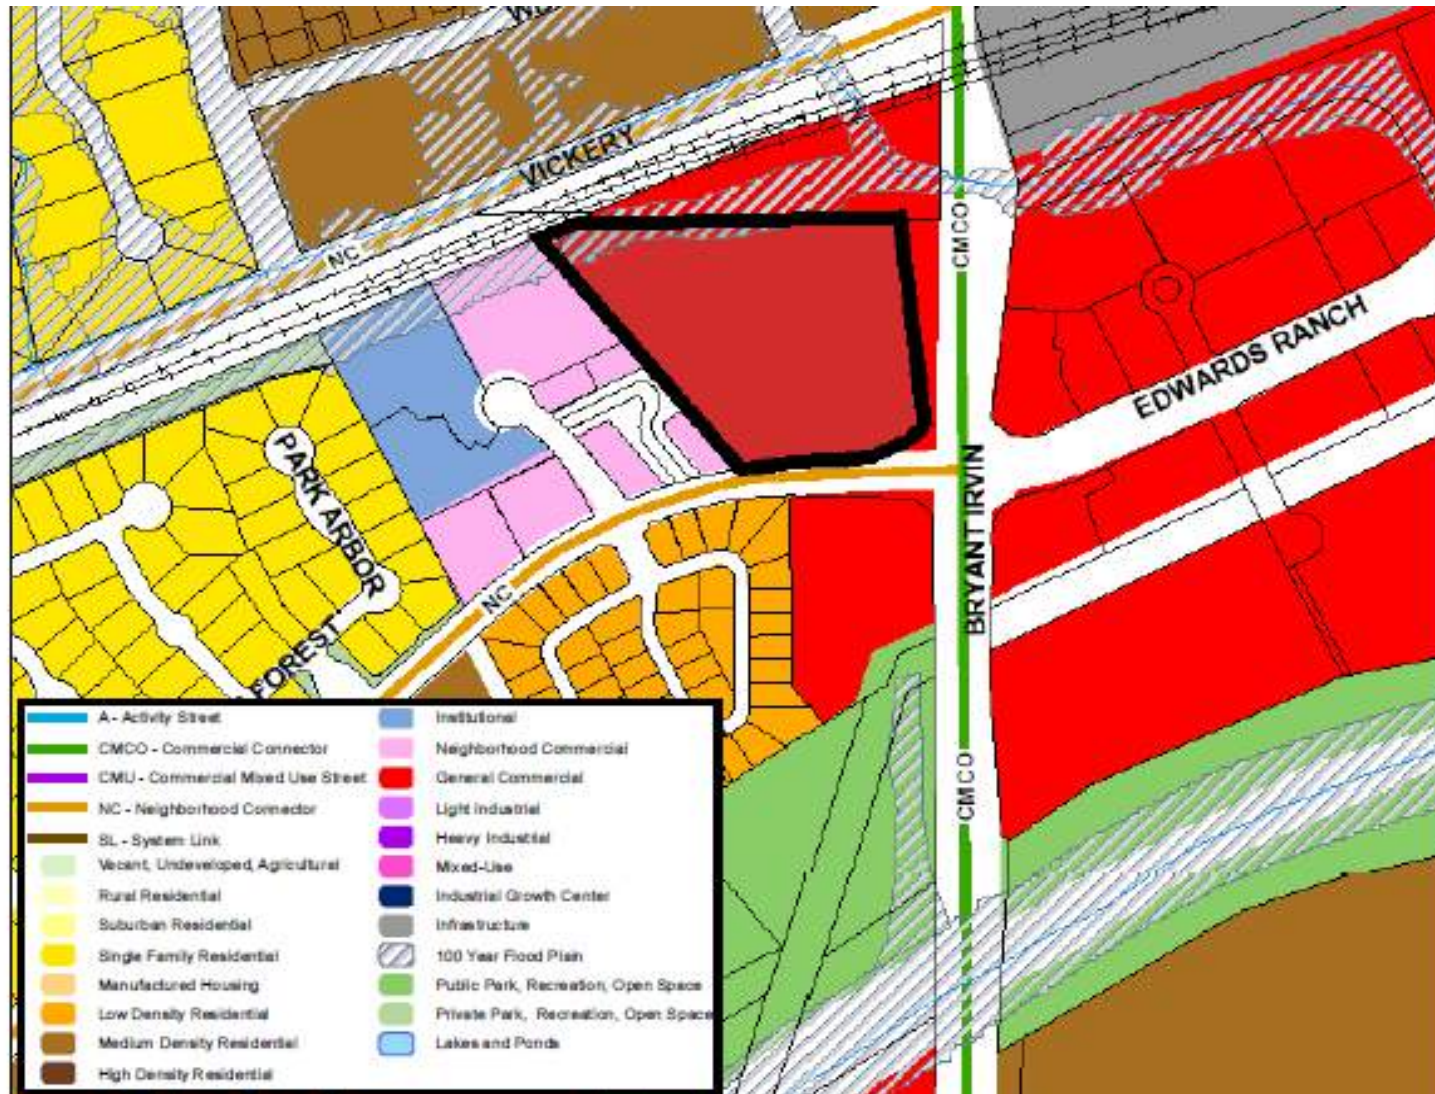 VICKERY
NC
CMCO
EDWARDS RANCH
PARK ARBOR
BRYANT IRVIN
NC
FOREST
CMCO
A - Activity Street
CMCO - Commercial Connector
CMU - Commercial Mixed Use Street
NC - Neighborhood Connector
SL - System Link
Vacant, Undeveloped, Agricultural
Rural Residential
Suburban Residential
Single Family Residential
Manufactured Housing
Low Density Residential
Medium Density Residential
High Density Residential
Institutional
Neighborhood Commercial
General Commercial
Light Industrial
Heavy Industrial
Mixed-Use
Industrial Growth Center
Infrastructure
100 Year Flood Plain
Public Park, Recreation, Open Space
Private Park, Recreation, Open Space
Lakes and Ponds